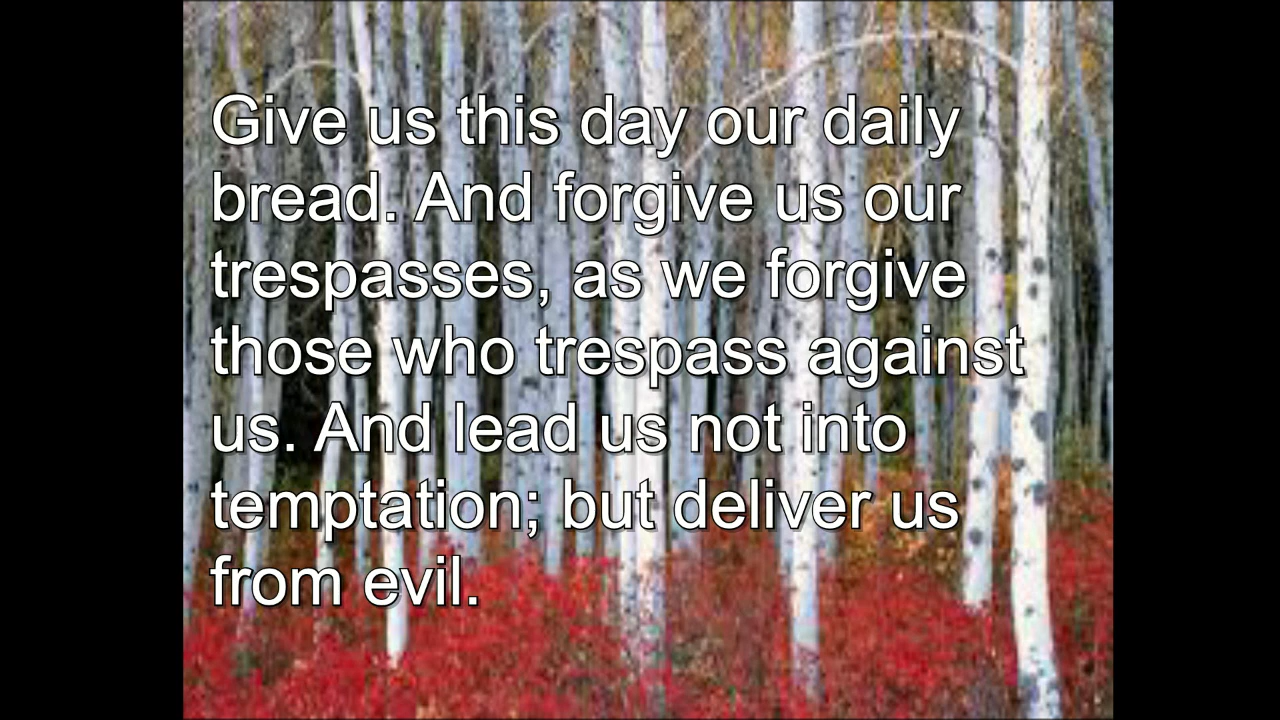 Give us this day our daily
bread. And forgive us our
trespasses, as we forgive
those who trespass against
us. And lead us not into
temptation; but deliver us
from evil.